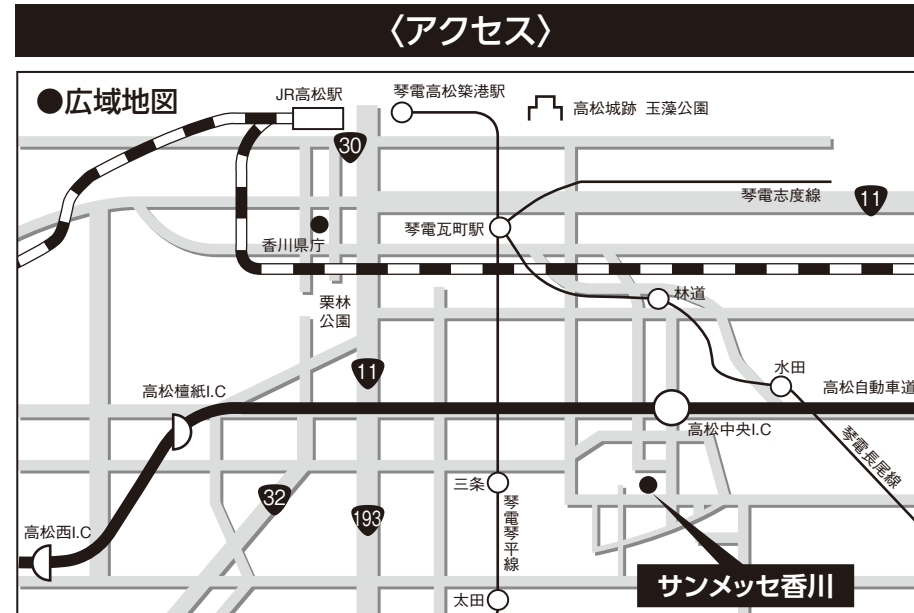 〈アクセス〉
●広域地図
JR高松駅
琴電高松築港駅
高松城跡 玉藻公園
30
琴電志度線
11
琴電瓦町駅
香川県庁
栗林
公園
林道
11
水田
高松檀紙I.C
高松自動車道
高松中央I.C
琴電長尾線
三条
32
193
琴電琴平線
高松西I.C
サンメッセ香川
太田